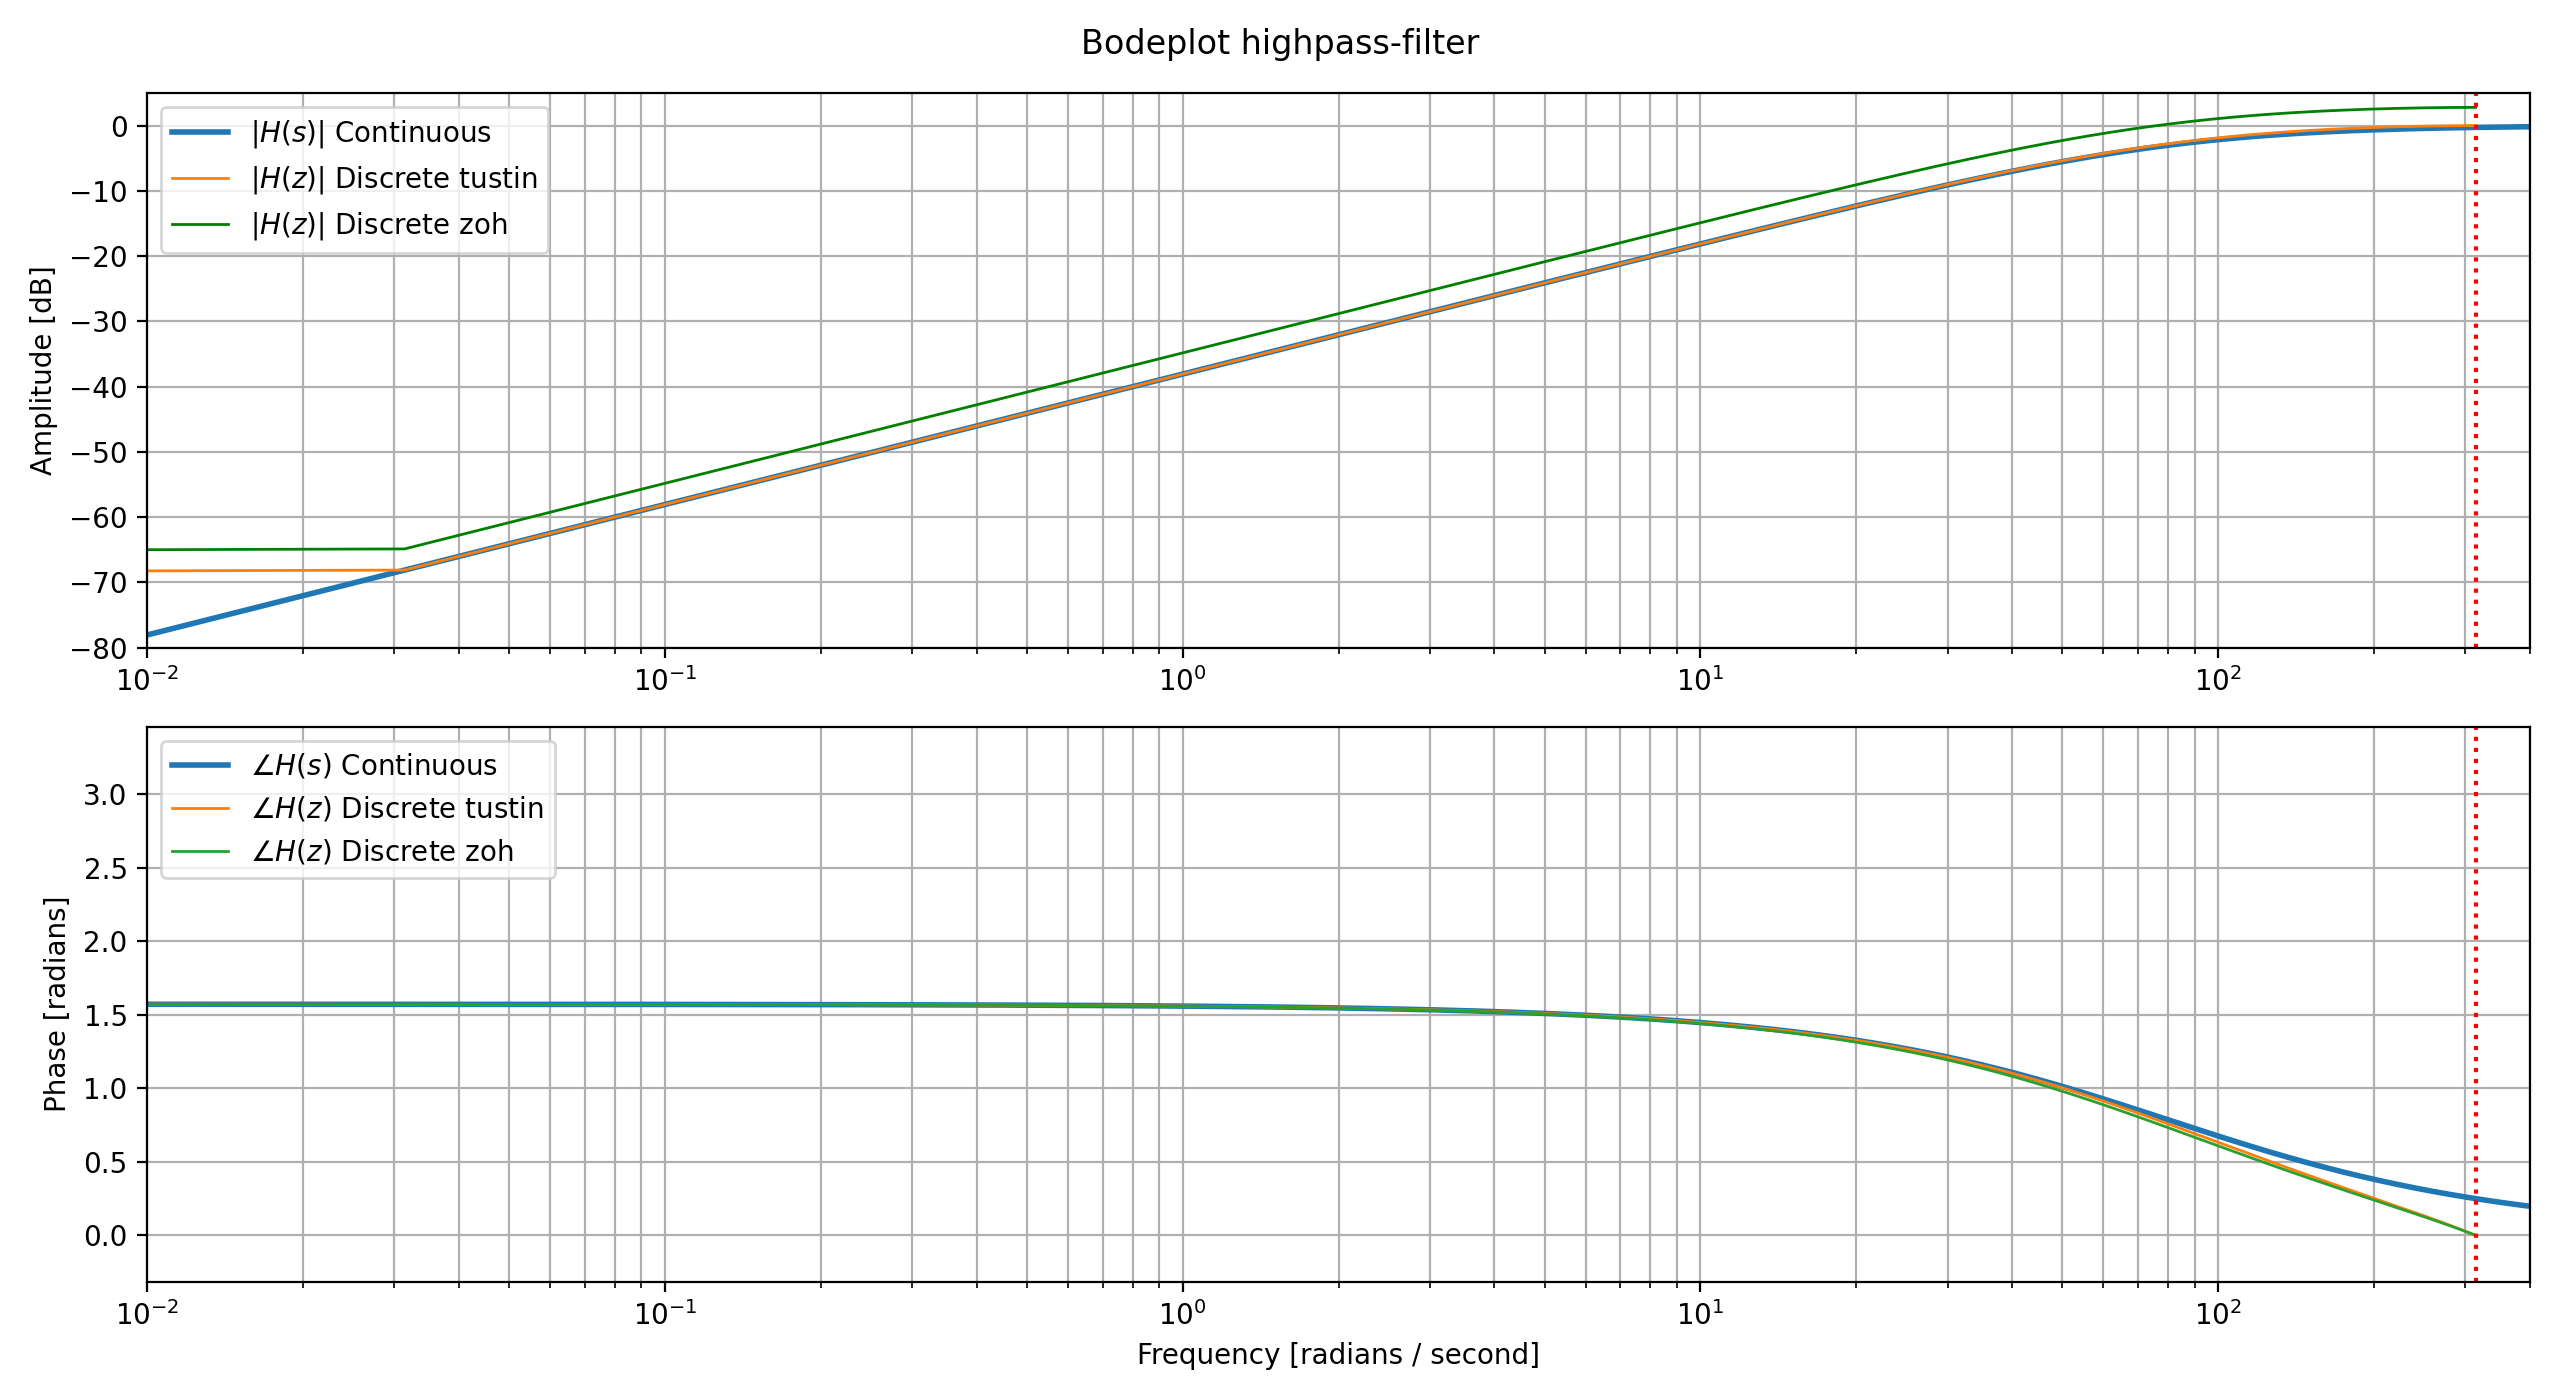 Bodeplot highpass-filter
|H(s)| Continuous
|H(z)| Discrete tustin
|H(z)| Discrete zoh
Amplitude [dB]
0
−10
−20
−30
−40
−50
−60
−70
−80
10⁻² 10⁻¹ 10⁰ 10¹ 10²
∠H(s) Continuous
∠H(z) Discrete tustin
∠H(z) Discrete zoh
Phase [radians]
3.0
2.5
2.0
1.5
1.0
0.5
0.0
10⁻² 10⁻¹ 10⁰ 10¹ 10²
Frequency [radians / second]